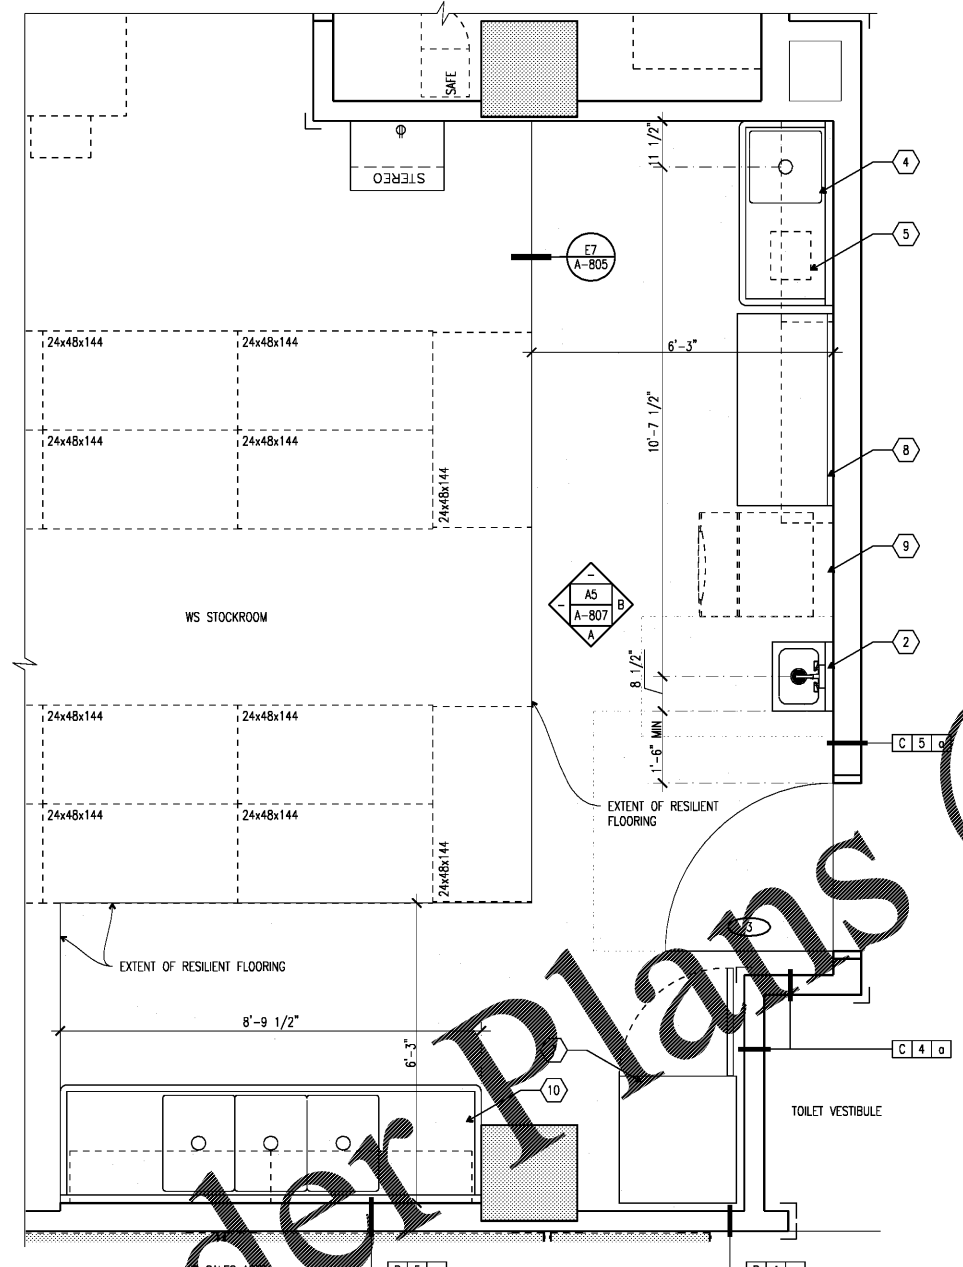 SAFE
STEREO
11 1/2"
4
5
E7
A-805
6'-3"
24x48x144
24x48x144
10'-7 1/2"
24x48x144
24x48x144
24x48x144
8
9
-
A5
-
B
A-807
A
WS STOCKROOM
2
8 1/2"
24x48x144
24x48x144
1'-6" MIN
C 5 a
EXTENT OF RESILIENT
FLOORING
24x48x144
24x48x144
24x48x144
3
EXTENT OF RESILIENT FLOORING
8'-9 1/2"
6'-3"
C 4 a
10
TOILET VESTIBULE
der Plans